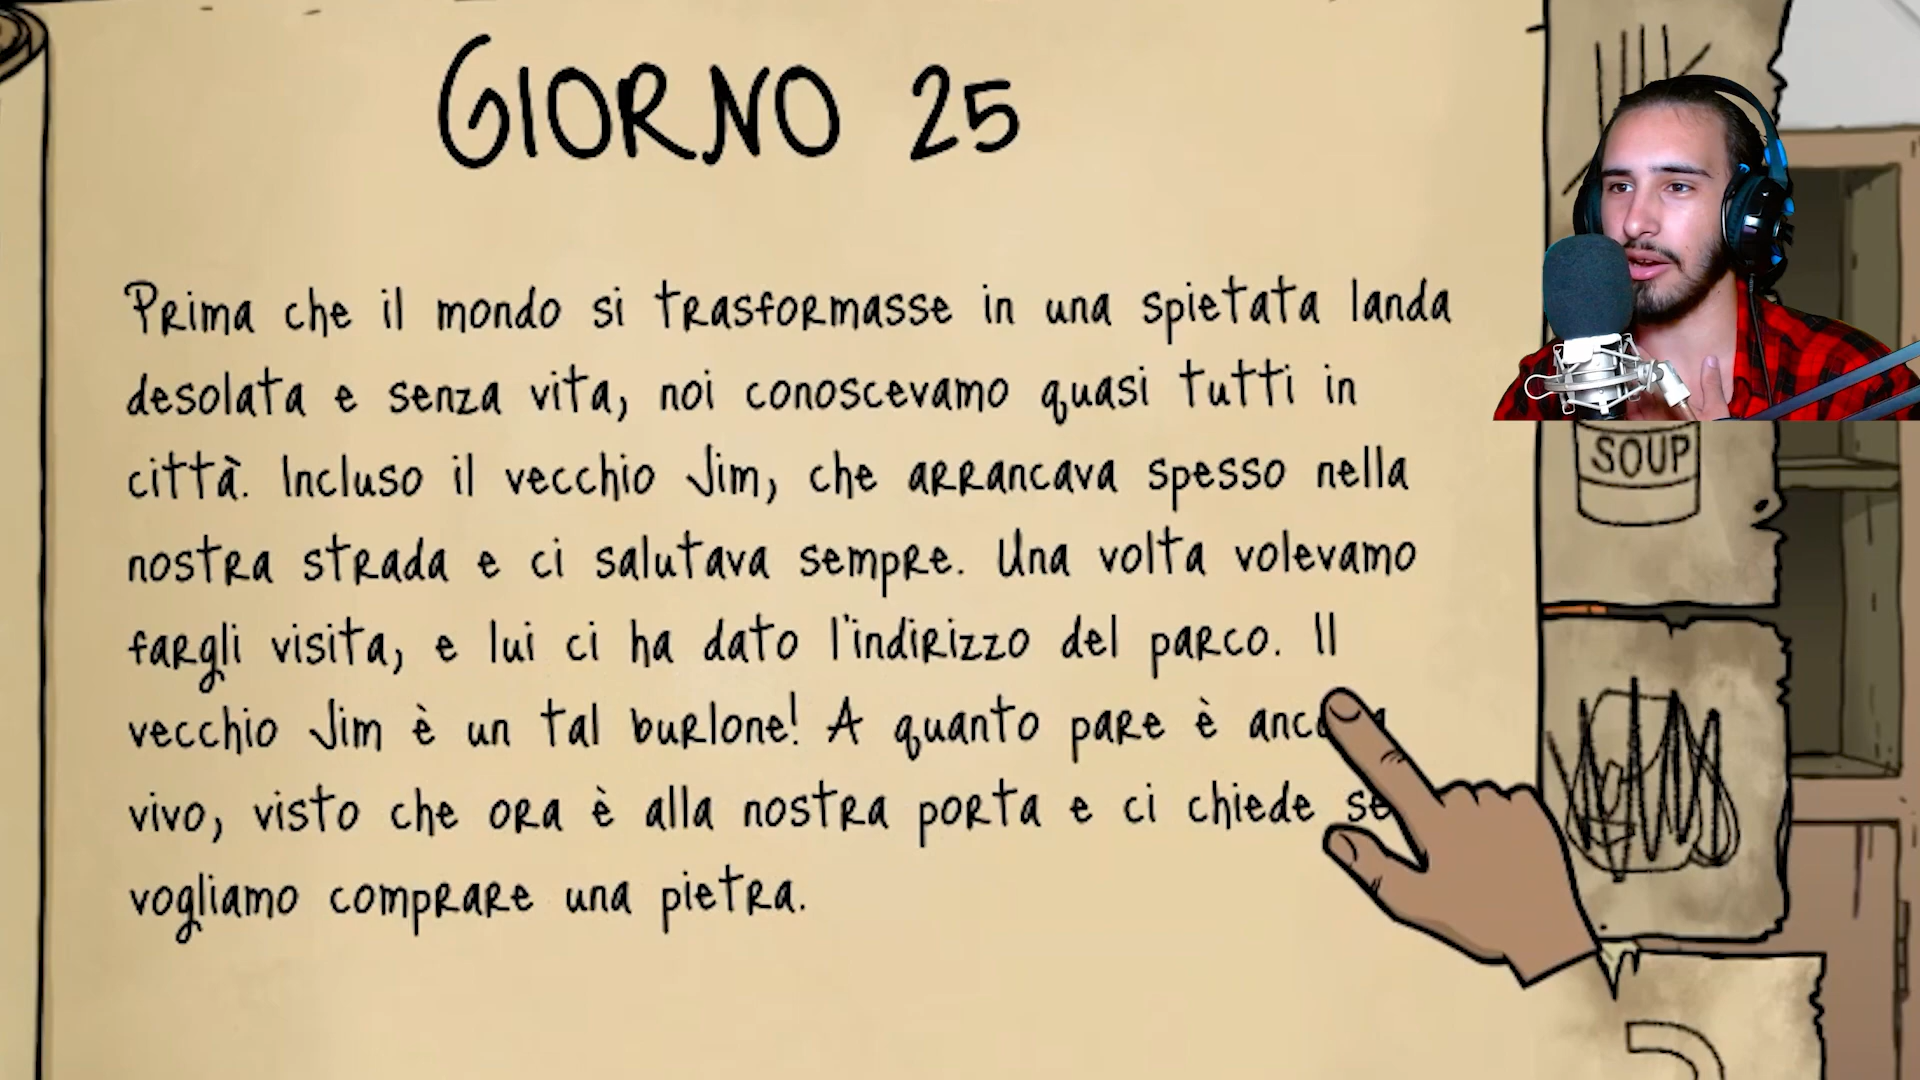 GIORNO 25
Prima che il mondo si trasformasse in una spietata landa
desolata e senza vita, noi conoscevamo quasi tutti in
città. Incluso il vecchio Jim, che arrancava spesso nella
nostra strada e ci salutava sempre. Una volta volevamo
fargli visita, e lui ci ha dato l'indirizzo del parco. Il
vecchio Jim è un tal burlone! A quanto pare è ancora
vivo, visto che ora è alla nostra porta e ci chiede se
vogliamo comprare una pietra.
SOUP